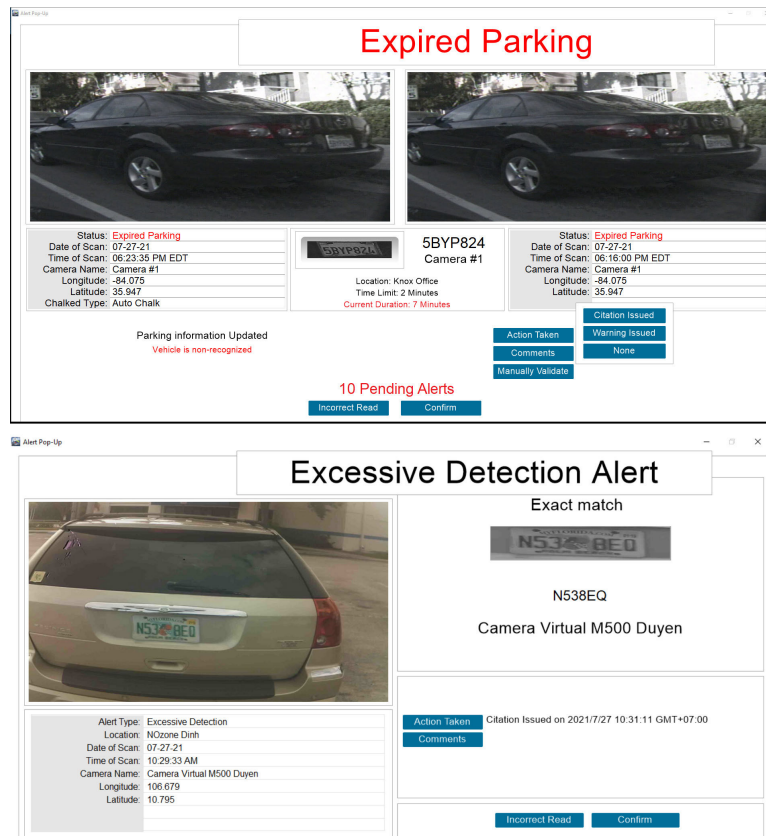 Alert Pop-Up
Expired Parking
Status: Expired Parking
Date of Scan: 07-27-21
Time of Scan: 06:23:35 PM EDT
Camera Name: Camera #1
Longitude: -84.075
Latitude: 35.947
Chalked Type: Auto Chalk
5BYP824
5BYP824
Camera #1
Location: Knox Office
Time Limit: 2 Minutes
Current Duration: 7 Minutes
Status: Expired Parking
Date of Scan: 07-27-21
Time of Scan: 06:16:00 PM EDT
Camera Name: Camera #1
Longitude: -84.075
Latitude: 35.947
Parking information Updated
Vehicle is non-recognized
Action Taken
Comments
Manually Validate
Citation Issued
Warning Issued
None
10 Pending Alerts
Incorrect Read
Confirm
Alert Pop-Up
Excessive Detection Alert
N53 8EQ
Exact match
N53 8EQ
N538EQ
Camera Virtual M500 Duyen
Alert Type: Excessive Detection
Location: NOzone Dinh
Date of Scan: 07-27-21
Time of Scan: 10:29:33 AM
Camera Name: Camera Virtual M500 Duyen
Longitude: 106.679
Latitude: 10.795
Action Taken
Citation Issued on 2021/7/27 10:31:11 GMT+07:00
Comments
Incorrect Read
Confirm